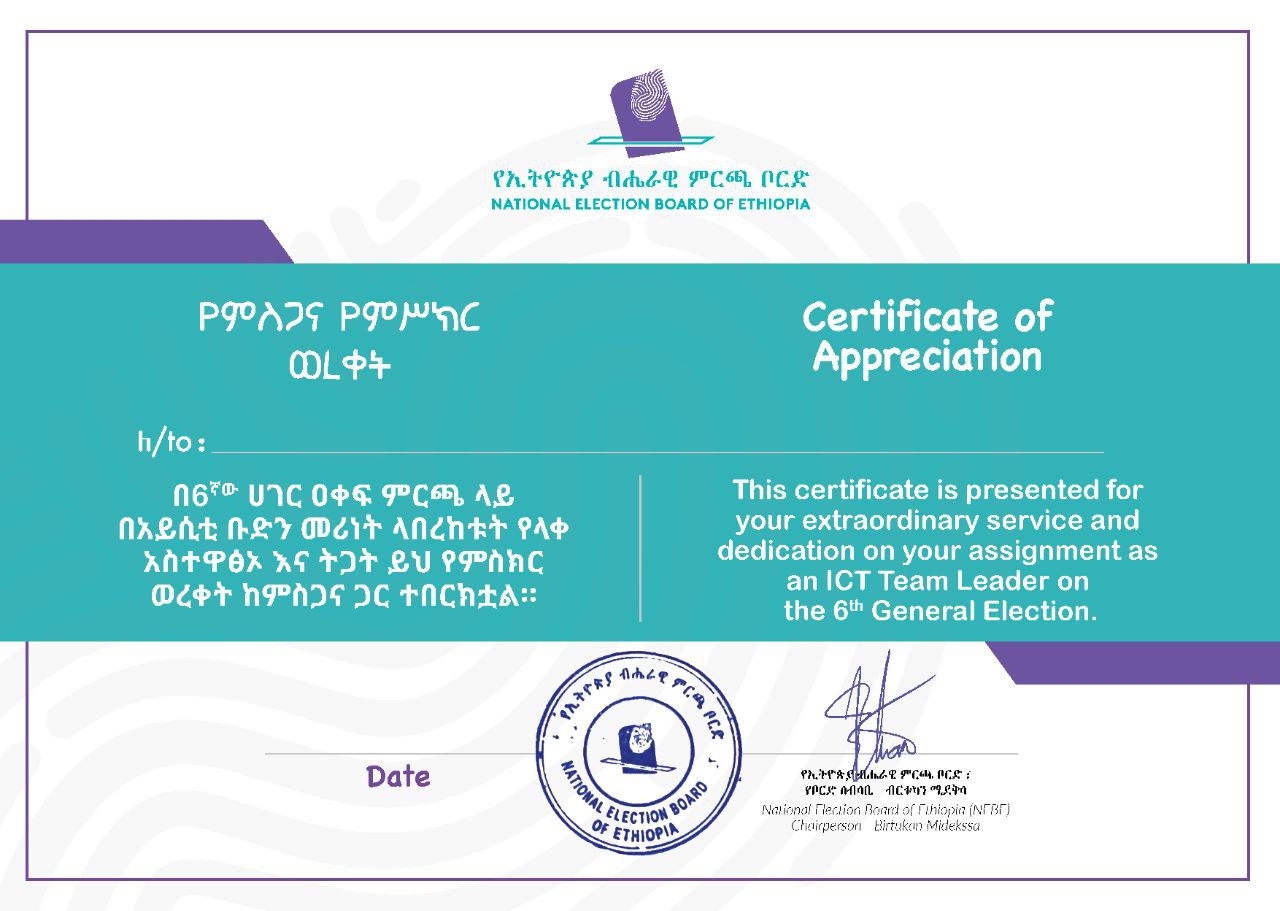 የኢትዮጵያ ብሔራዊ ምርጫ ቦርድ
NATIONAL ELECTION BOARD OF ETHIOPIA
የምስጋና የምሥክር
ወረቀት
Certificate of
Appreciation
ለ/to :
በ6ኛው ሀገር ዐቀፍ ምርጫ ላይ
በአይሲቲ ቡድን መሪነት ላበረከቱት የላቀ
አስተዋፅኦ እና ትጋት ይህ የምስክር
ወረቀት ከምስጋና ጋር ተበርክቷል።
This certificate is presented for
your extraordinary service and
dedication on your assignment as
an ICT Team Leader on
the 6th General Election.
Date
የኢትዮጵያ ብሔራዊ ምርጫ ቦርድ
NATIONAL ELECTION BOARD
OF ETHIOPIA
የኢትዮጵያ ብሔራዊ ምርጫ ቦርድ ፤
የቦርድ ሰብሳቢ ብርቱካን ሚደቅሳ
National Election Board of Ethiopia (NEBE)
Chairperson Birtukan Midekssa